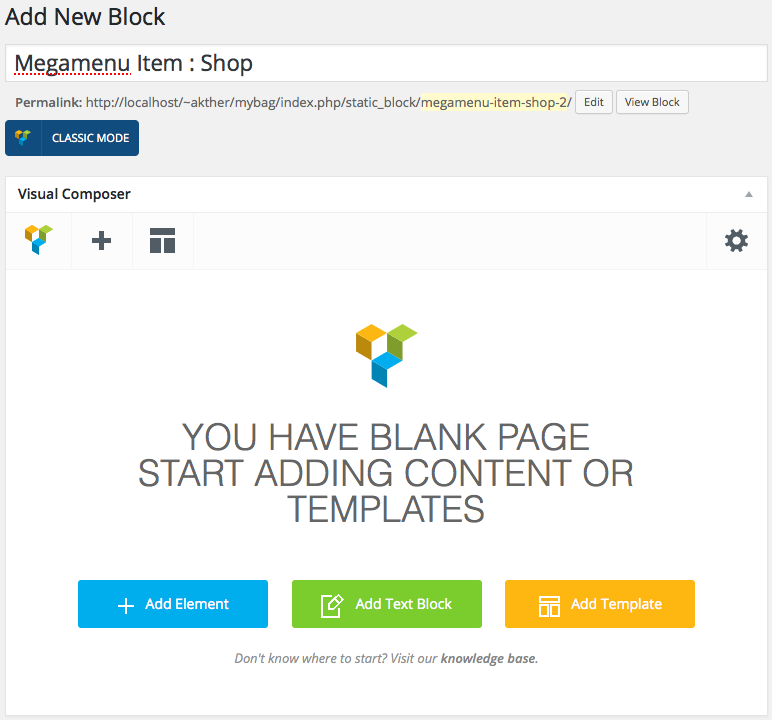 Add New Block
Megamenu Item : Shop
Permalink: http://localhost/~akther/mybag/index.php/static_block/megamenu-item-shop-2/ Edit View Block
CLASSIC MODE
Visual Composer
YOU HAVE BLANK PAGE
START ADDING CONTENT OR
TEMPLATES
Add Element Add Text Block Add Template
Don't know where to start? Visit our knowledge base.